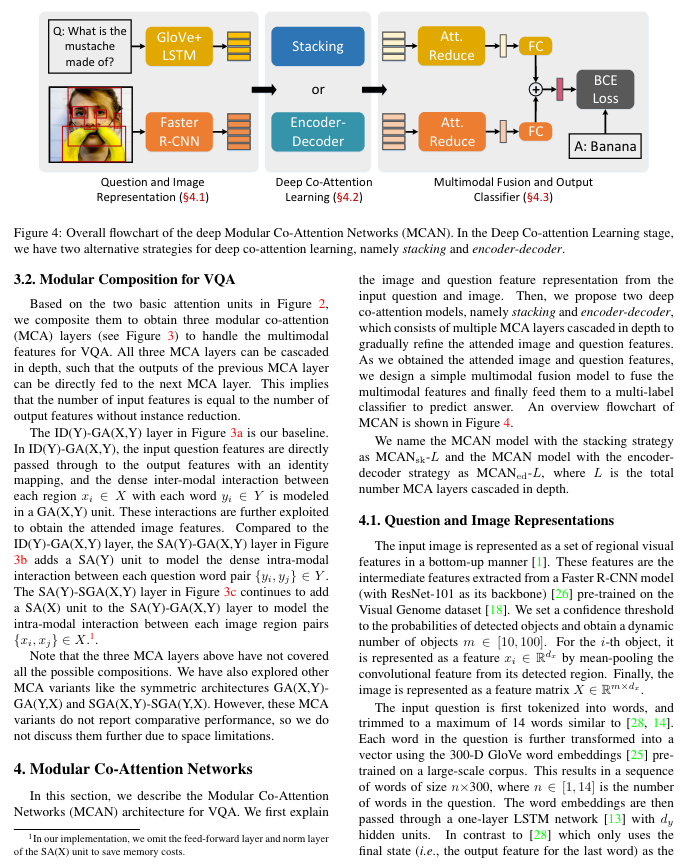 Q: What is the
mustache
made of?
GloVe+
LSTM
Faster
R-CNN
Stacking
or
Encoder-
Decoder
Att.
Reduce
FC
Att.
Reduce
FC
BCE
Loss
A: Banana
Question and Image
Representation (§4.1)
Deep Co-Attention
Learning (§4.2)
Multimodal Fusion and Output
Classifier (§4.3)
Figure 4: Overall flowchart of the deep Modular Co-Attention Networks (MCAN). In the Deep Co-attention Learning stage,
we have two alternative strategies for deep co-attention learning, namely stacking and encoder-decoder.
3.2. Modular Composition for VQA
Based on the two basic attention units in Figure 2,
we composite them to obtain three modular co-attention
(MCA) layers (see Figure 3) to handle the multimodal
features for VQA. All three MCA layers can be cascaded
in depth, such that the outputs of the previous MCA layer
can be directly fed to the next MCA layer. This implies
that the number of input features is equal to the number of
output features without instance reduction.
The ID(Y)-GA(X,Y) layer in Figure 3a is our baseline.
In ID(Y)-GA(X,Y), the input question features are directly
passed through to the output features with an identity
mapping, and the dense inter-modal interaction between
each region x_i ∈ X with each word y_i ∈ Y is modeled
in a GA(X,Y) unit. These interactions are further exploited
to obtain the attended image features. Compared to the
ID(Y)-GA(X,Y) layer, the SA(Y)-GA(X,Y) layer in Figure
3b adds a SA(Y) unit to model the dense intra-modal
interaction between each question word pair {y_i, y_j} ∈ Y.
The SA(Y)-SGA(X,Y) layer in Figure 3c continues to add
a SA(X) unit to the SA(Y)-GA(X,Y) layer to model the
intra-modal interaction between each image region pairs
{x_i, x_j} ∈ X.¹.
Note that the three MCA layers above have not covered
all the possible compositions. We have also explored other
MCA variants like the symmetric architectures GA(X,Y)-
GA(Y,X) and SGA(X,Y)-SGA(Y,X). However, these MCA
variants do not report comparative performance, so we do
not discuss them further due to space limitations.
4. Modular Co-Attention Networks
In this section, we describe the Modular Co-Attention
Networks (MCAN) architecture for VQA. We first explain
¹In our implementation, we omit the feed-forward layer and norm layer
of the SA(X) unit to save memory costs.
the image and question feature representation from the
input question and image. Then, we propose two deep
co-attention models, namely stacking and encoder-decoder,
which consists of multiple MCA layers cascaded in depth to
gradually refine the attended image and question features.
As we obtained the attended image and question features,
we design a simple multimodal fusion model to fuse the
multimodal features and finally feed them to a multi-label
classifier to predict answer. An overview flowchart of
MCAN is shown in Figure 4.
We name the MCAN model with the stacking strategy
as MCAN_sk-L and the MCAN model with the encoder-
decoder strategy as MCAN_ed-L, where L is the total
number MCA layers cascaded in depth.
4.1. Question and Image Representations
The input image is represented as a set of regional visual
features in a bottom-up manner [1]. These features are the
intermediate features extracted from a Faster R-CNN model
(with ResNet-101 as its backbone) [26] pre-trained on the
Visual Genome dataset [18]. We set a confidence threshold
to the probabilities of detected objects and obtain a dynamic
number of objects m ∈ [10, 100]. For the i-th object, it
is represented as a feature x_i ∈ ℝ^{d_x} by mean-pooling the
convolutional feature from its detected region. Finally, the
image is represented as a feature matrix X ∈ ℝ^{m×d_x}.
The input question is first tokenized into words, and
trimmed to a maximum of 14 words similar to [28, 14].
Each word in the question is further transformed into a
vector using the 300-D GloVe word embeddings [25] pre-
trained on a large-scale corpus. This results in a sequence
of words of size n×300, where n ∈ [1, 14] is the number
of words in the question. The word embeddings are then
passed through a one-layer LSTM network [13] with d_y
hidden units. In contrast to [28] which only uses the
final state (i.e., the output feature for the last word) as the